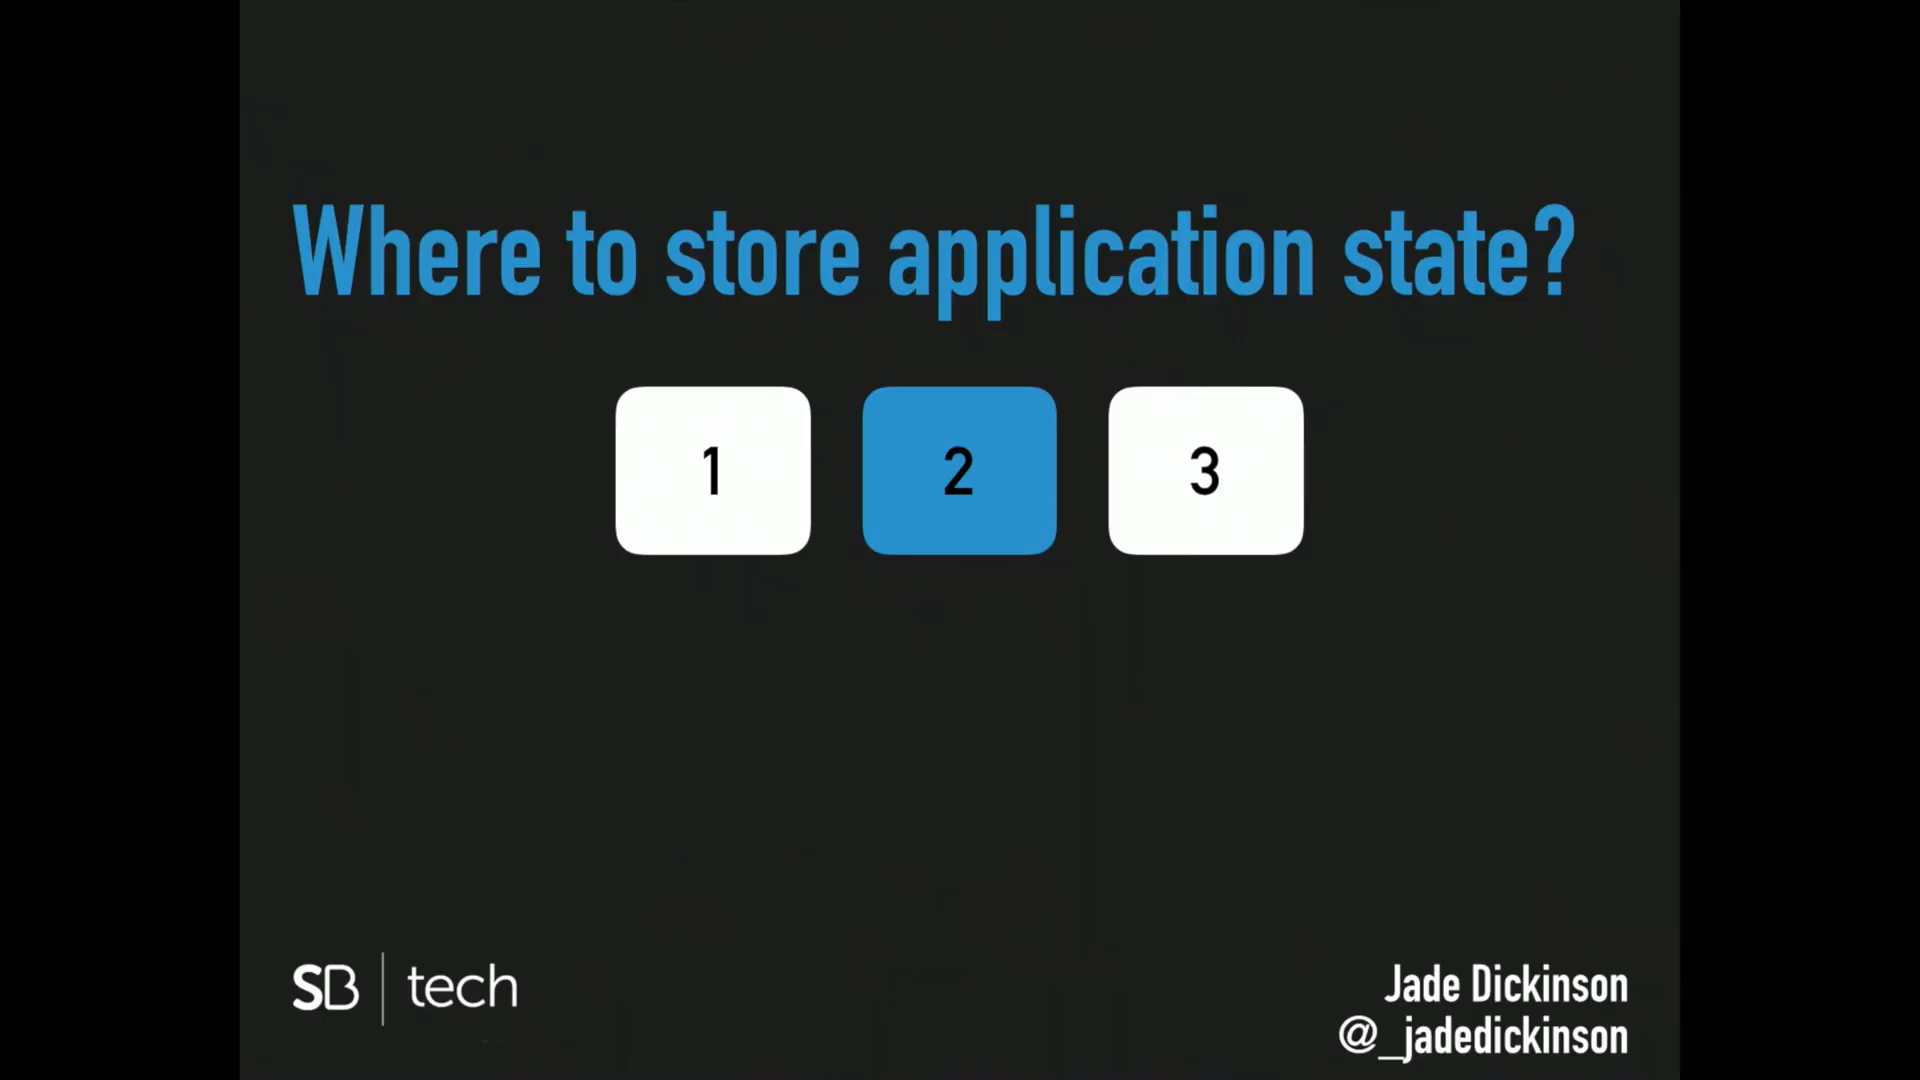 Where to store application state?
1 2 3
SB | tech
Jade Dickinson
@_jadedickinson